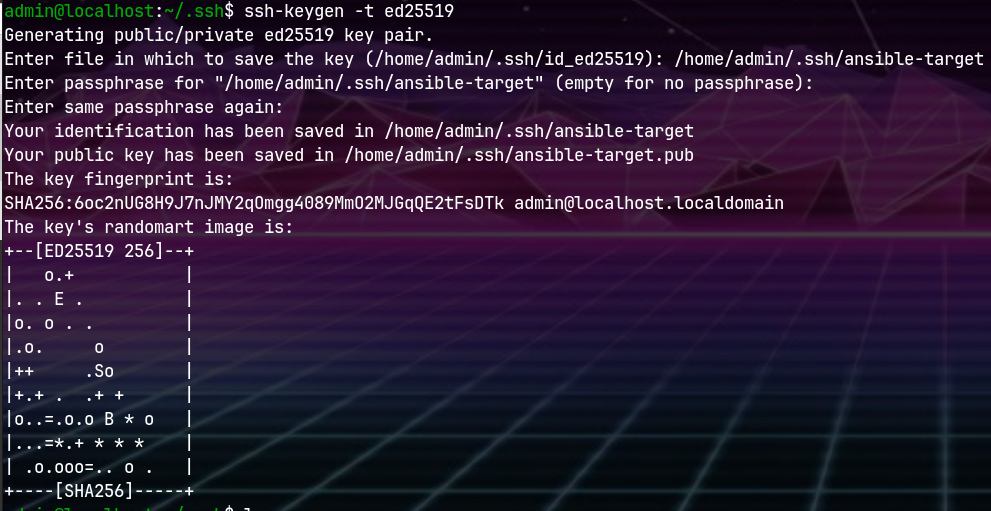 admin@localhost:~/.ssh$ ssh-keygen -t ed25519
Generating public/private ed25519 key pair.
Enter file in which to save the key (/home/admin/.ssh/id_ed25519): /home/admin/.ssh/ansible-target
Enter passphrase for "/home/admin/.ssh/ansible-target" (empty for no passphrase):
Enter same passphrase again:
Your identification has been saved in /home/admin/.ssh/ansible-target
Your public key has been saved in /home/admin/.ssh/ansible-target.pub
The key fingerprint is:
SHA256:6oc2nUG8H9J7nJMY2qOmgg4089MmO2MJGqQE2tFsDTk admin@localhost.localdomain
The key's randomart image is:
+--[ED25519 256]--+
|   o.+           |
|. . E .          |
|o. o . .         |
|.o.     o        |
|++     .So       |
|+.+ .  .+ +      |
|o..=.o.o B * o   |
|...=*.+ * * *    |
| .o.ooo=.. o .   |
+----[SHA256]-----+